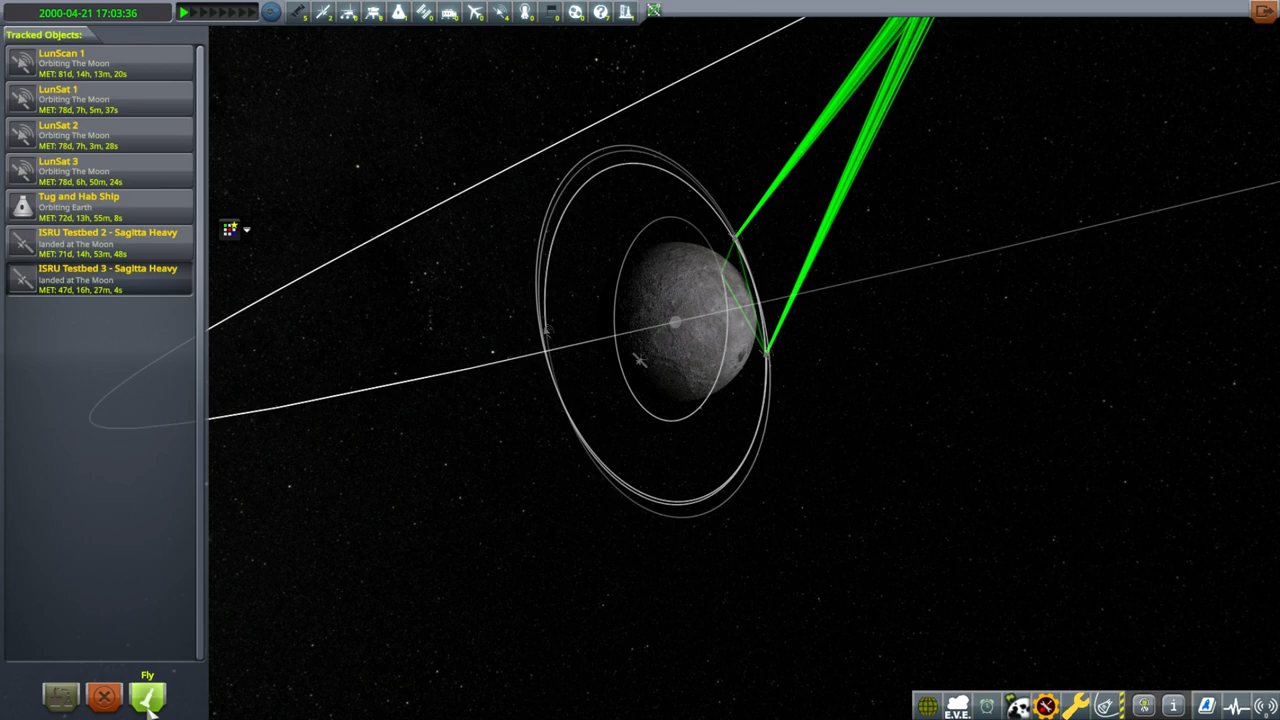 2000-04-21 17:03:36
Tracked Objects:
LunScan 1
Orbiting The Moon
MET: 81d, 14h, 13m, 20s
LunSat 1
Orbiting The Moon
MET: 78d, 7h, 5m, 37s
LunSat 2
Orbiting The Moon
MET: 78d, 7h, 3m, 28s
LunSat 3
Orbiting The Moon
MET: 78d, 6h, 50m, 24s
Tug and Hab Ship
Orbiting Earth
MET: 72d, 13h, 55m, 8s
ISRU Testbed 2 - Sagitta Heavy
landed at The Moon
MET: 71d, 14h, 53m, 48s
ISRU Testbed 3 - Sagitta Heavy
landed at The Moon
MET: 47d, 16h, 27m, 4s
Fly
E.V.E.